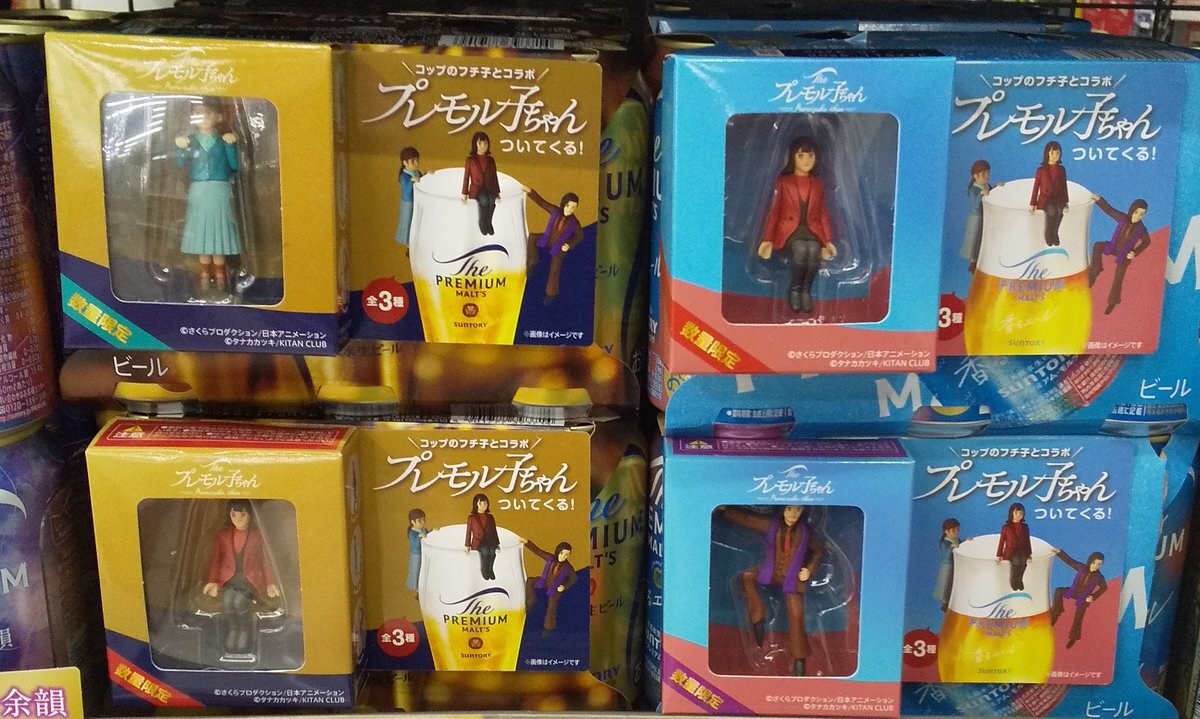 The
プレモル子ちゃん
数量限定
©さくらプロダクション/日本アニメーション
©タナカカツキ/KITAN CLUB
コップのフチ子とコラボ
プレモル子ちゃん
ついてくる!
The
PREMIUM
MALT'S
SUNTORY
全3種
※画像はイメージです
ビール
The
プレモル子ちゃん
Premoruko-chan
数量限定
©さくらプロダクション/日本アニメーション
©タナカカツキ/KITAN CLUB
コップのフチ子とコラボ
プレモル子ちゃん
ついてくる!
The
PREMIUM
MALT'S
SUNTORY
3種
※画像はイメージです
ビール
注意
The
プレモル子ちゃん
Premoruko-chan
数量限定
©さくらプロダクション/日本アニメーション
©タナカカツキ/KITAN CLUB
コップのフチ子とコラボ
プレモル子ちゃん
ついてくる!
The
PREMIUM
MALT'S
SUNTORY
全3種
※画像はイメージです
注意
The
プレモル子ちゃん
Premoruko-chan
数量限定
©さくらプロダクション/日本アニメーション
©タナカカツキ/KITAN CLUB
コップのフチ子とコラボ
プレモル子ちゃん
ついてくる!
The
PREMIUM
MALT'S
SUNTORY
全3種
※画像はイメージです
ビール
余韻